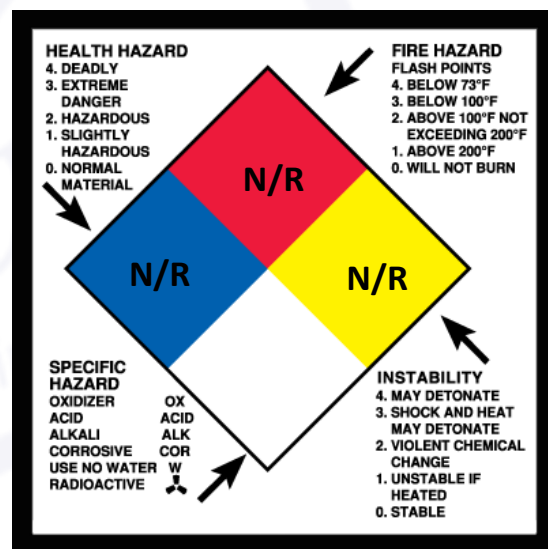 HEALTH HAZARD
4. DEADLY
3. EXTREME
DANGER
2. HAZARDOUS
1. SLIGHTLY
HAZARDOUS
0. NORMAL
MATERIAL
FIRE HAZARD
FLASH POINTS
4. BELOW 73°F
3. BELOW 100°F
2. ABOVE 100°F NOT
EXCEEDING 200°F
1. ABOVE 200°F
0. WILL NOT BURN
N/R
N/R
N/R
SPECIFIC
HAZARD
OXIDIZER OX
ACID ACID
ALKALI ALK
CORROSIVE COR
USE NO WATER W
RADIOACTIVE
INSTABILITY
4. MAY DETONATE
3. SHOCK AND HEAT
MAY DETONATE
2. VIOLENT CHEMICAL
CHANGE
1. UNSTABLE IF
HEATED
0. STABLE